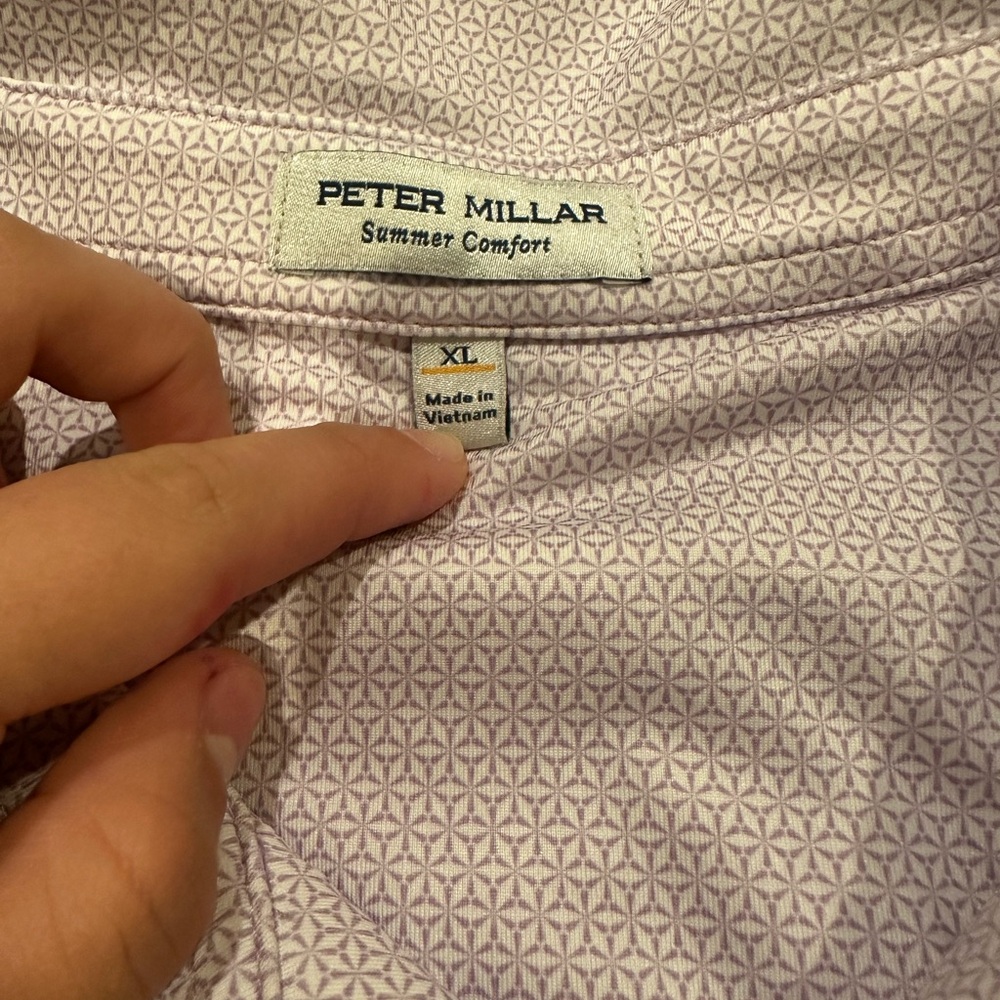 PETER MILLAR
Summer Comfort
XL
Made in
Vietnam